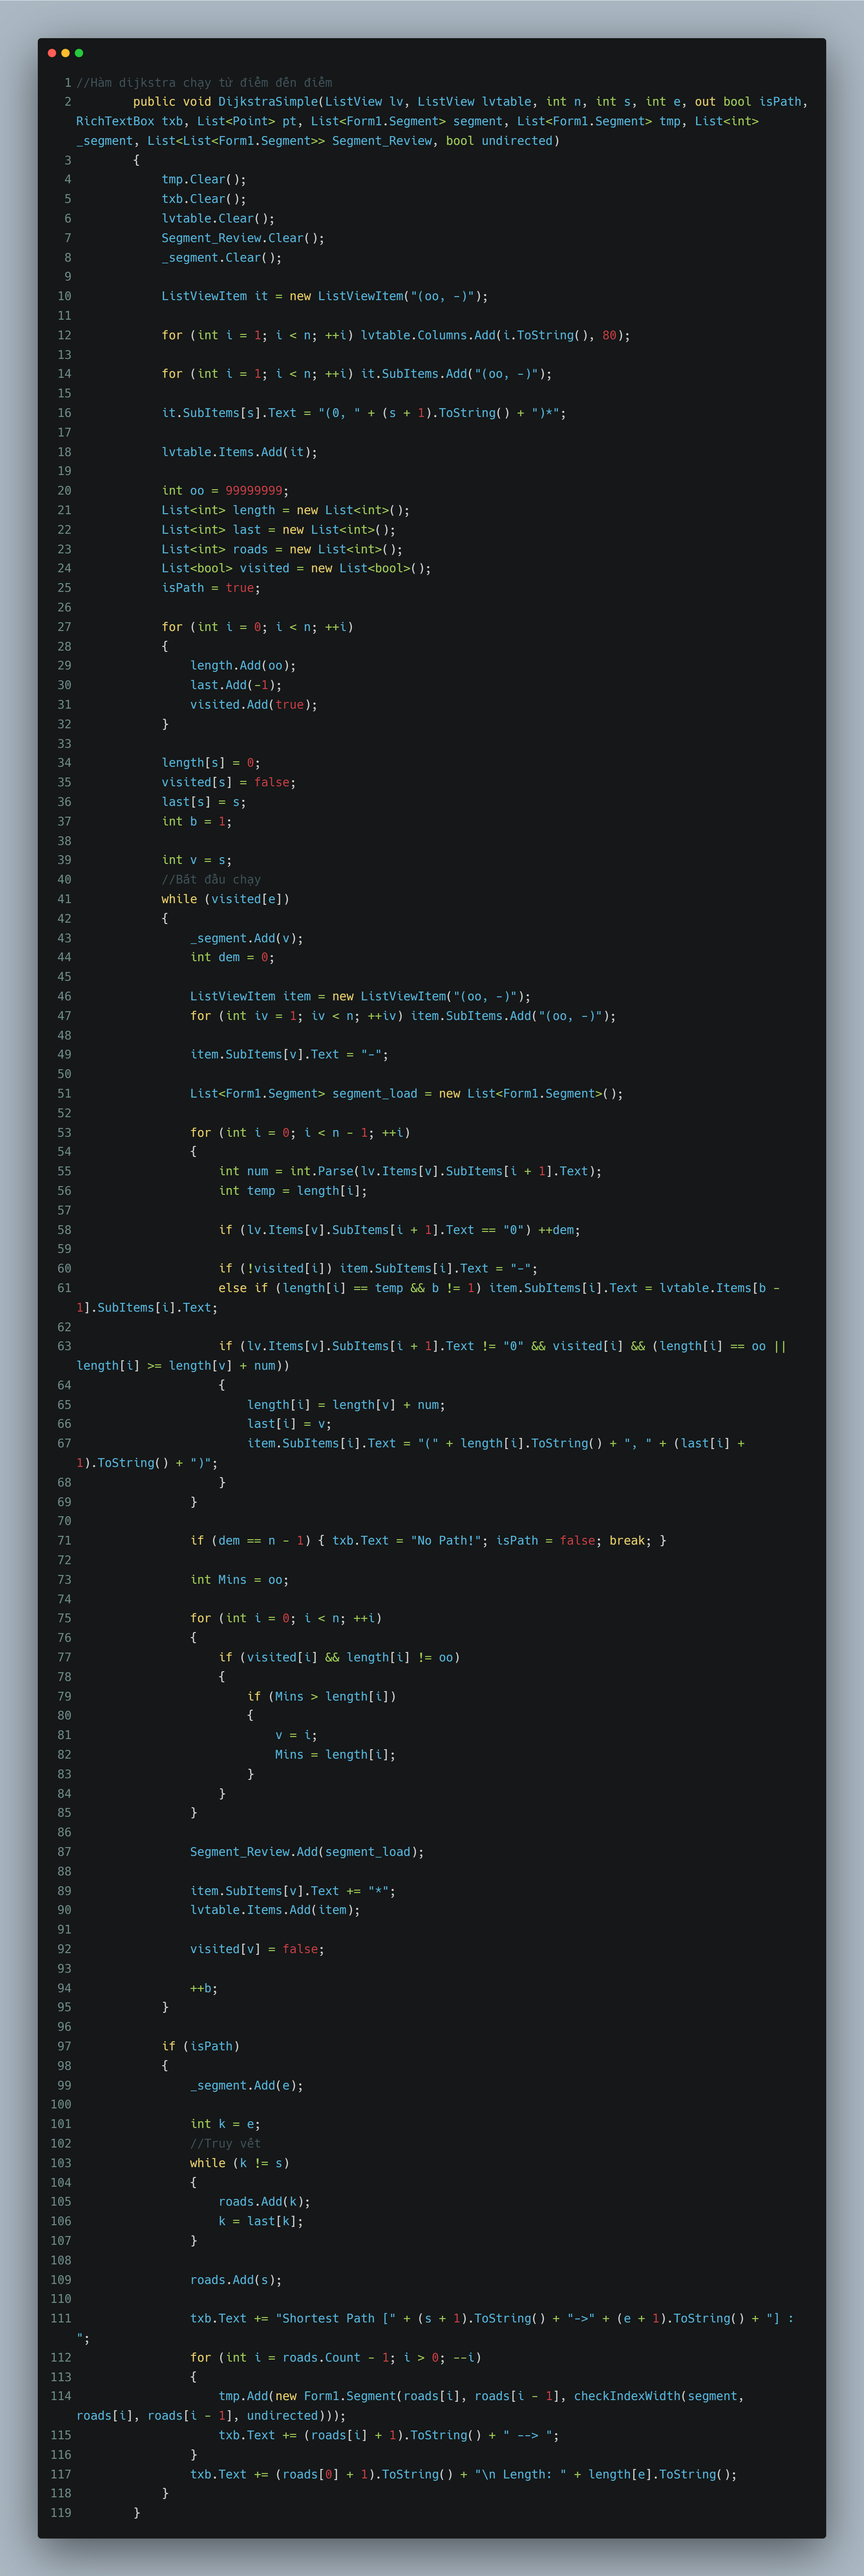 1 //Hàm dijkstra chạy từ điểm đến điểm
2         public void DijkstraSimple(ListView lv, ListView lvtable, int n, int s, int e, out bool isPath,
RichTextBox txb, List<Point> pt, List<Form1.Segment> segment, List<Form1.Segment> tmp, List<int>
_segment, List<List<Form1.Segment>> Segment_Review, bool undirected)
3         {
4             tmp.Clear();
5             txb.Clear();
6             lvtable.Clear();
7             Segment_Review.Clear();
8             _segment.Clear();
9
10             ListViewItem it = new ListViewItem("(oo, -)");
11
12             for (int i = 1; i < n; ++i) lvtable.Columns.Add(i.ToString(), 80);
13
14             for (int i = 1; i < n; ++i) it.SubItems.Add("(oo, -)");
15
16             it.SubItems[s].Text = "(0, " + (s + 1).ToString() + ")*";
17
18             lvtable.Items.Add(it);
19
20             int oo = 99999999;
21             List<int> length = new List<int>();
22             List<int> last = new List<int>();
23             List<int> roads = new List<int>();
24             List<bool> visited = new List<bool>();
25             isPath = true;
26
27             for (int i = 0; i < n; ++i)
28             {
29                 length.Add(oo);
30                 last.Add(-1);
31                 visited.Add(true);
32             }
33
34             length[s] = 0;
35             visited[s] = false;
36             last[s] = s;
37             int b = 1;
38
39             int v = s;
40             //Bắt đầu chạy
41             while (visited[e])
42             {
43                 _segment.Add(v);
44                 int dem = 0;
45
46                 ListViewItem item = new ListViewItem("(oo, -)");
47                 for (int iv = 1; iv < n; ++iv) item.SubItems.Add("(oo, -)");
48
49                 item.SubItems[v].Text = "-";
50
51                 List<Form1.Segment> segment_load = new List<Form1.Segment>();
52
53                 for (int i = 0; i < n - 1; ++i)
54                 {
55                     int num = int.Parse(lv.Items[v].SubItems[i + 1].Text);
56                     int temp = length[i];
57
58                     if (lv.Items[v].SubItems[i + 1].Text == "0") ++dem;
59
60                     if (!visited[i]) item.SubItems[i].Text = "-";
61                     else if (length[i] == temp && b != 1) item.SubItems[i].Text = lvtable.Items[b -
1].SubItems[i].Text;
62
63                     if (lv.Items[v].SubItems[i + 1].Text != "0" && visited[i] && (length[i] == oo ||
length[i] >= length[v] + num))
64                     {
65                         length[i] = length[v] + num;
66                         last[i] = v;
67                         item.SubItems[i].Text = "(" + length[i].ToString() + ", " + (last[i] +
1).ToString() + ")";
68                     }
69                 }
70
71                 if (dem == n - 1) { txb.Text = "No Path!"; isPath = false; break; }
72
73                 int Mins = oo;
74
75                 for (int i = 0; i < n; ++i)
76                 {
77                     if (visited[i] && length[i] != oo)
78                     {
79                         if (Mins > length[i])
80                         {
81                             v = i;
82                             Mins = length[i];
83                         }
84                     }
85                 }
86
87                 Segment_Review.Add(segment_load);
88
89                 item.SubItems[v].Text += "*";
90                 lvtable.Items.Add(item);
91
92                 visited[v] = false;
93
94                 ++b;
95             }
96
97             if (isPath)
98             {
99                 _segment.Add(e);
100
101                 int k = e;
102                 //Truy vết
103                 while (k != s)
104                 {
105                     roads.Add(k);
106                     k = last[k];
107                 }
108
109                 roads.Add(s);
110
111                 txb.Text += "Shortest Path [" + (s + 1).ToString() + "->" + (e + 1).ToString() + "] :
";
112                 for (int i = roads.Count - 1; i > 0; --i)
113                 {
114                     tmp.Add(new Form1.Segment(roads[i], roads[i - 1], checkIndexWidth(segment,
roads[i], roads[i - 1], undirected)));
115                     txb.Text += (roads[i] + 1).ToString() + " --> ";
116                 }
117                 txb.Text += (roads[0] + 1).ToString() + "\n Length: " + length[e].ToString();
118             }
119         }